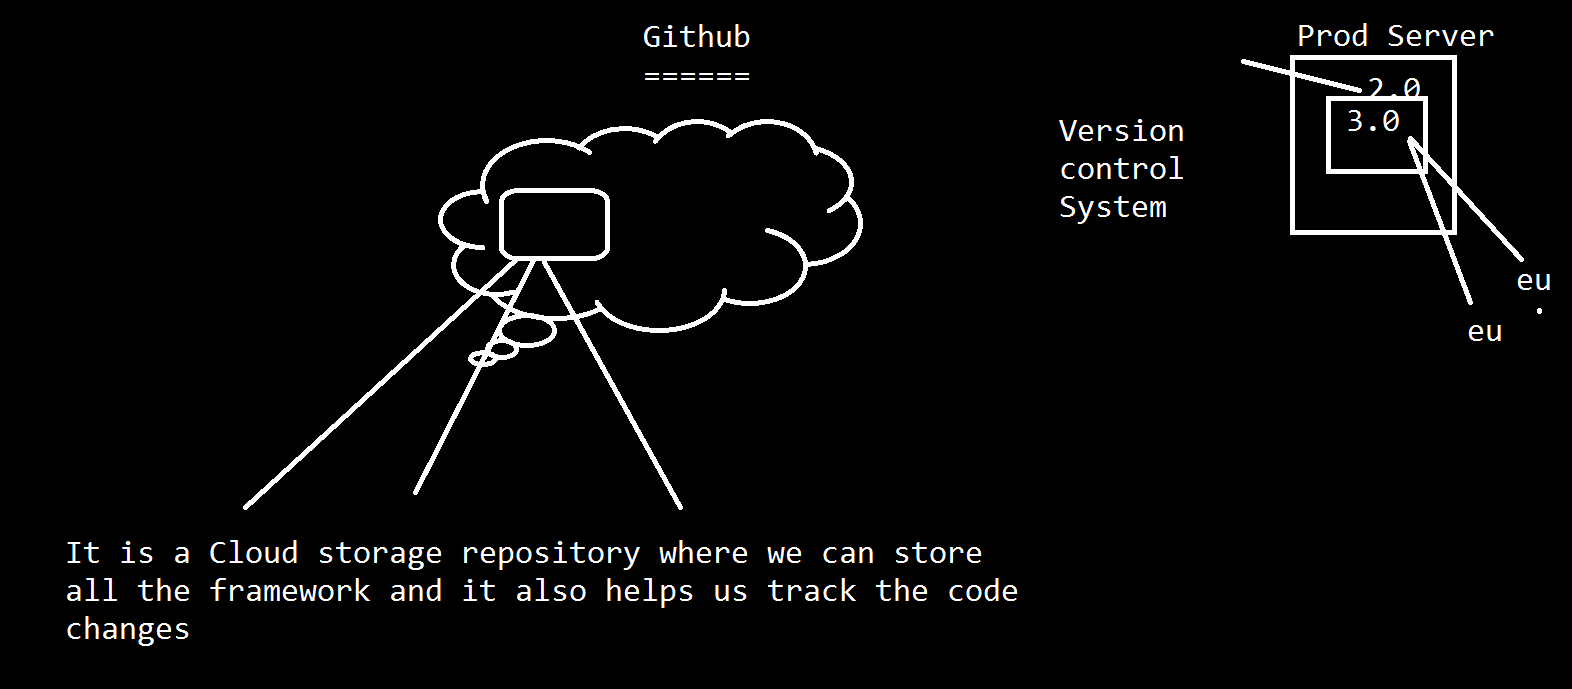 Github
======
Prod Server
2.0
3.0
Version
control
System
eu
eu
It is a Cloud storage repository where we can store
all the framework and it also helps us track the code
changes